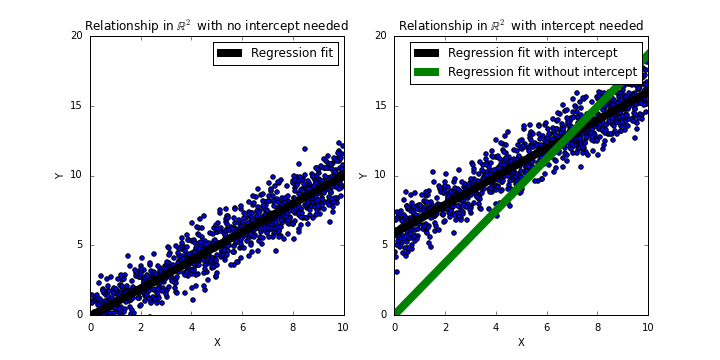 Relationship in ℝ² with no intercept needed
Regression fit
Y
20
15
10
5
0
0 2 4 6 8 10
X
Relationship in ℝ² with intercept needed
Regression fit with intercept
Regression fit without intercept
Y
20
15
10
5
0
0 2 4 6 8 10
X